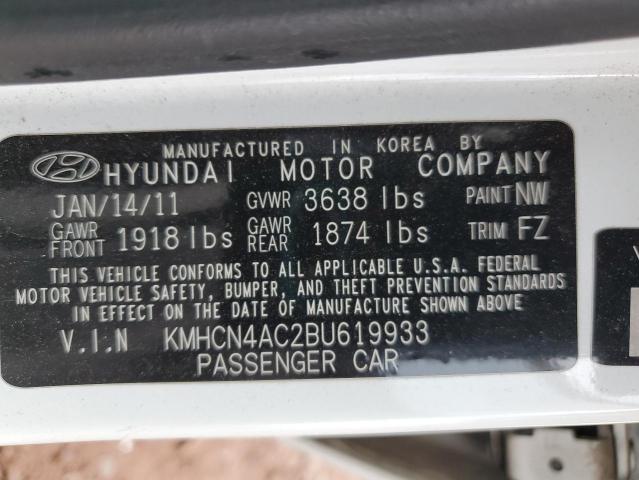 MANUFACTURED IN KOREA BY
HYUNDAI MOTOR COMPANY
JAN/14/11 GVWR 3638 lbs PAINT NW
GAWR FRONT 1918 lbs GAWR REAR 1874 lbs TRIM FZ
THIS VEHICLE CONFORMS TO ALL APPLICABLE U.S.A. FEDERAL
MOTOR VEHICLE SAFETY, BUMPER, AND THEFT PREVENTION STANDARDS
IN EFFECT ON THE DATE OF MANUFACTURE SHOWN ABOVE
V.I.N KMHCN4AC2BU619933
PASSENGER CAR